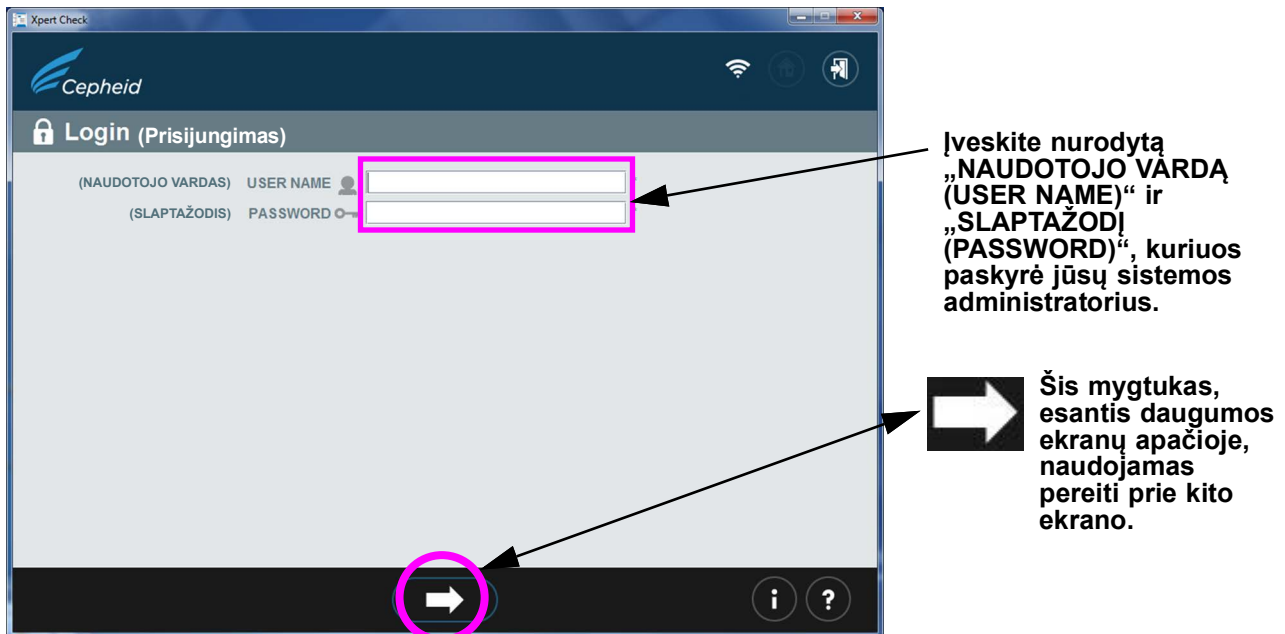 Xpert Check
Cepheid
Login (Prisijungimas)
(NAUDOTOJO VARDAS) USER NAME
(SLAPTAŽODIS) PASSWORD
Įveskite nurodytą
„NAUDOTOJO VARDĄ
(USER NAME)“ ir
„SLAPTAŽODĮ
(PASSWORD)“, kuriuos
paskyrė jūsų sistemos
administratorius.
Šis mygtukas,
esantis daugumos
ekranų apačioje,
naudojamas
pereiti prie kito
ekrano.
i ?